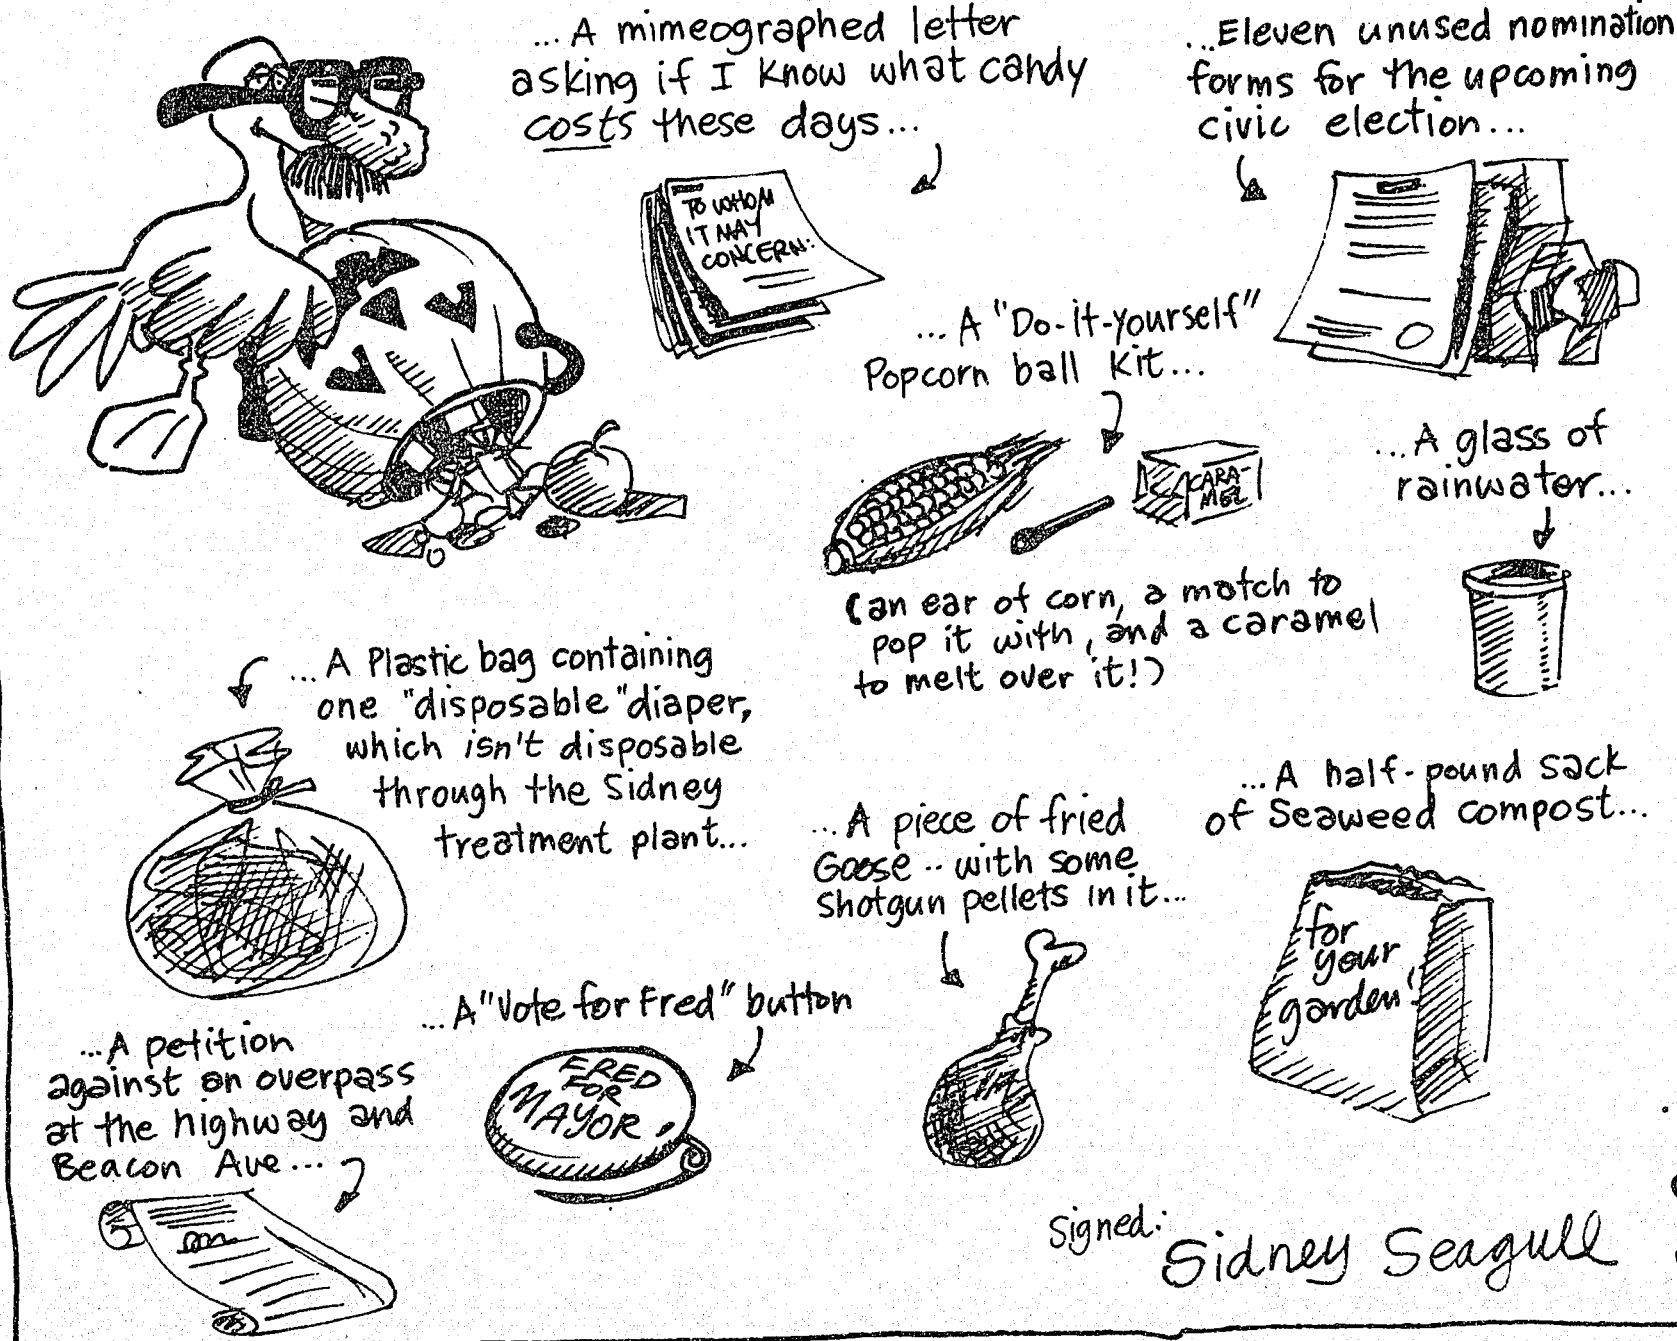 ...A mimeographed letter
asking if I know what candy
costs these days...
TO WHOM
IT MAY
CONCERN:
...Eleven unused nomination
forms for the upcoming
civic election...
...A "Do-it-yourself"
Popcorn ball Kit...
CARA-
MEL
(an ear of corn, a match to
pop it with, and a caramel
to melt over it!)
...A glass of
rainwater...
...A Plastic bag containing
one "disposable" diaper,
which isn't disposable
through the Sidney
treatment plant...
...A piece of fried
Goose .. with some
Shotgun pellets in it...
...A half-pound sack
of Seaweed compost...
for
your
garden!
...A "Vote for Fred" button
FRED
FOR
MAYOR.
...A petition
against an overpass
at the highway and
Beacon Ave...
Signed:
Sidney Seagull